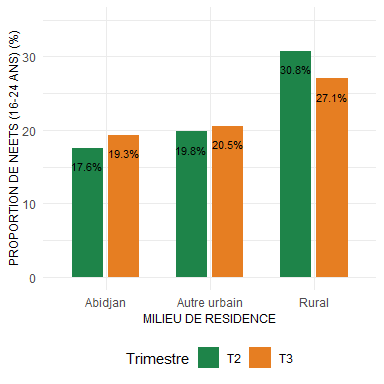 PROPORTION DE NEETS (16-24 ANS) (%)
30
20
10
0
17.6%
19.3%
19.8%
20.5%
30.8%
27.1%
Abidjan
Autre urbain
Rural
MILIEU DE RESIDENCE
Trimestre
T2
T3